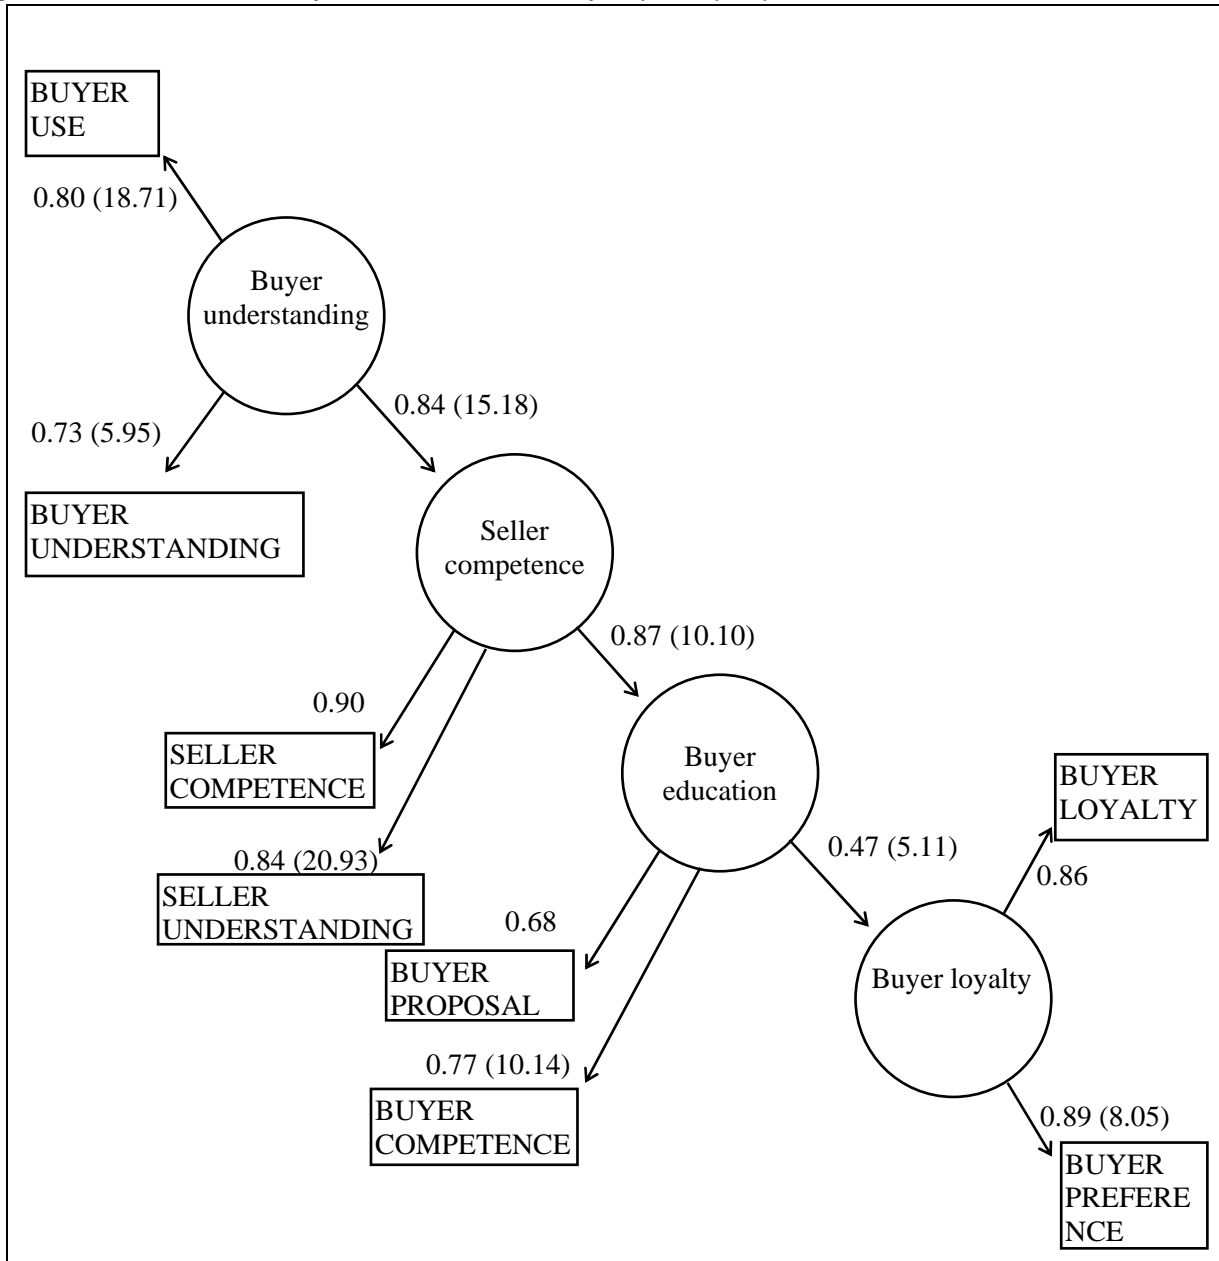 BUYER
USE
0.80 (18.71)
Buyer
understanding
0.84 (15.18)
0.73 (5.95)
BUYER
UNDERSTANDING
Seller
competence
0.87 (10.10)
0.90
SELLER
COMPETENCE
Buyer
education
BUYER
LOYALTY
0.84 (20.93)
0.47 (5.11)
0.86
SELLER
UNDERSTANDING
0.68
BUYER
PROPOSAL
Buyer loyalty
0.77 (10.14)
BUYER
COMPETENCE
0.89 (8.05)
BUYER
PREFERE
NCE